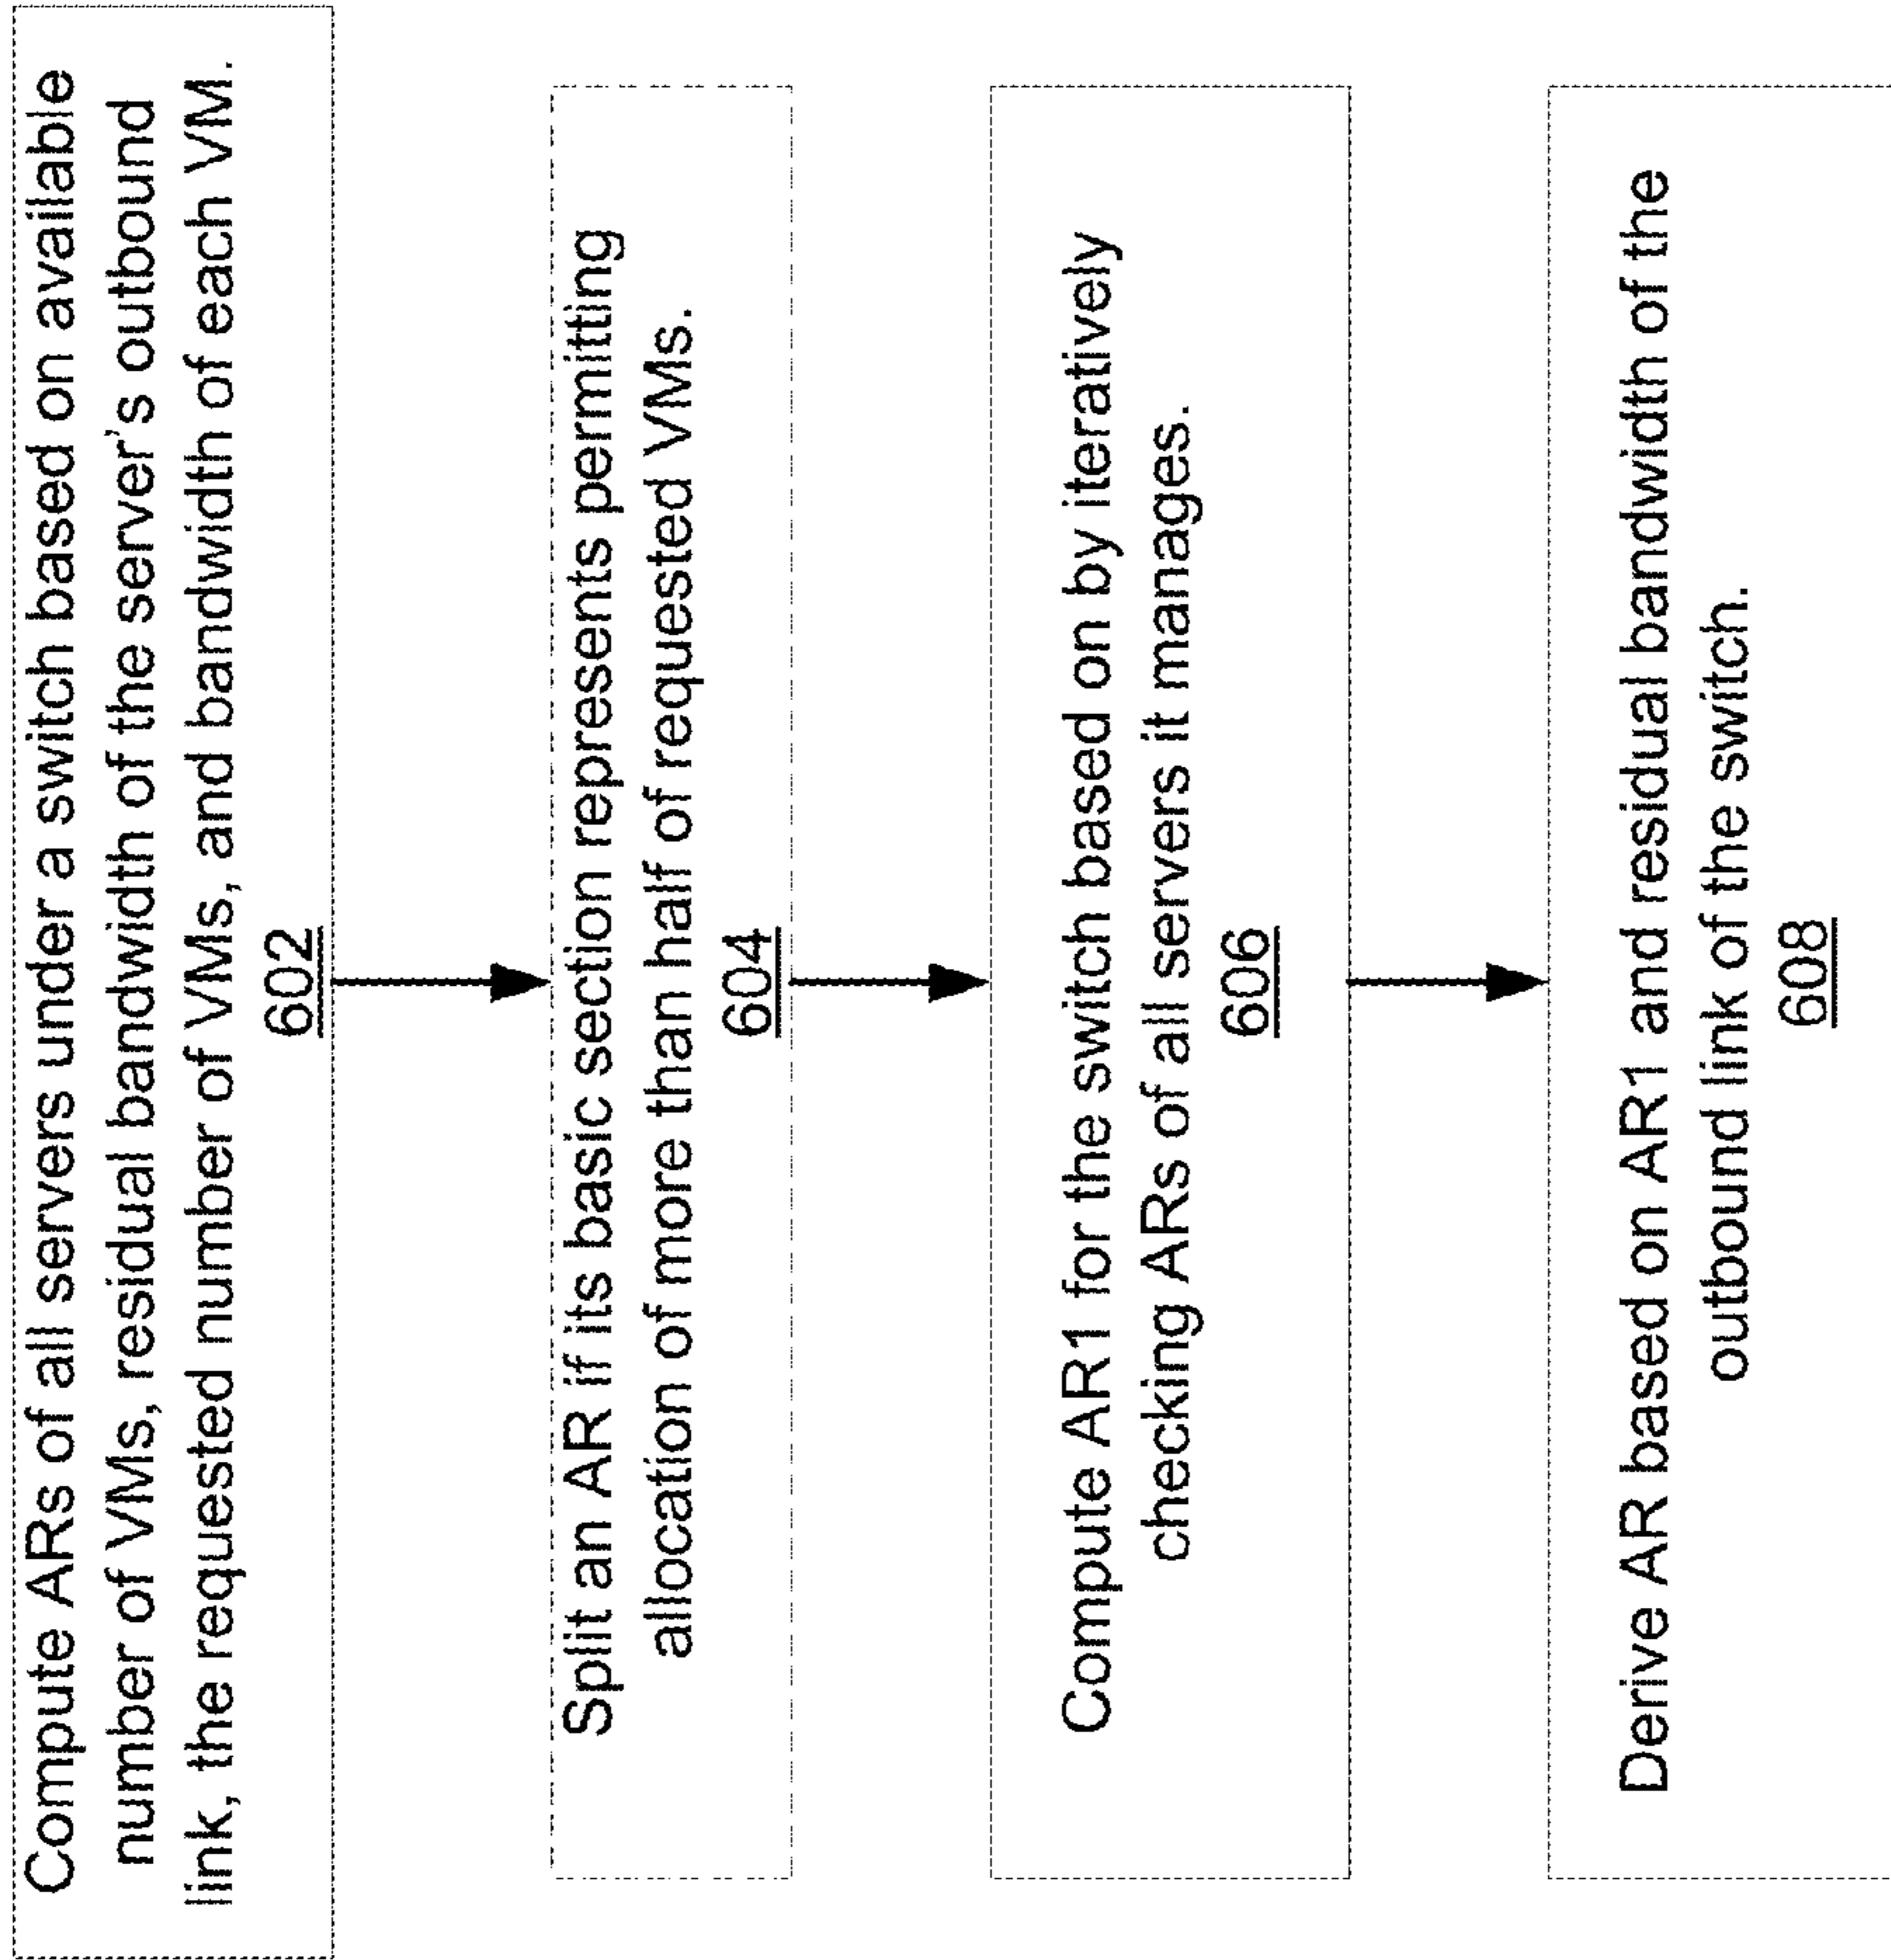 Compute ARs of all servers under a switch based on available
number of VMs, residual bandwidth of the server's outbound
link, the requested number of VMs, and bandwidth of each VM.
602
Split an AR if its basic section represents permitting
allocation of more than half of requested VMs.
604
Compute AR1 for the switch based on by iteratively
checking ARs of all servers it manages.
606
Derive AR based on AR1 and residual bandwidth of the
outbound link of the switch.
608